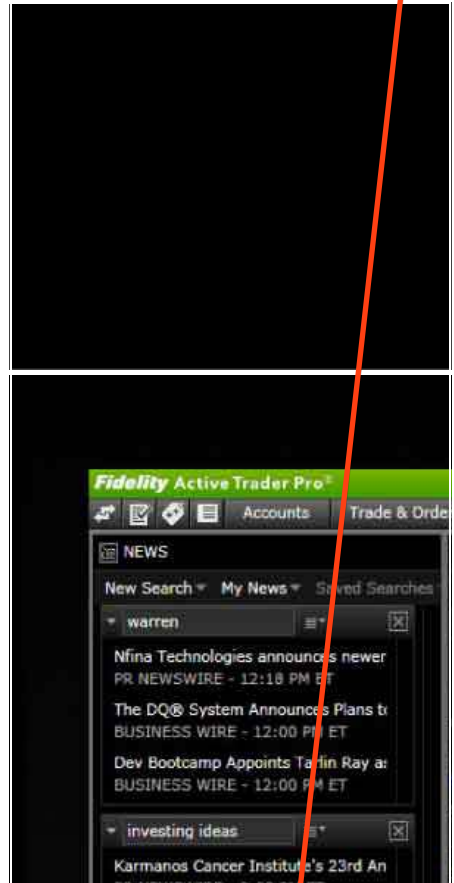 Fidelity Active Trader Pro®
Accounts Trade & Orde
NEWS
New Search My News Saved Searches
warren
Nfina Technologies announces newer
PR NEWSWIRE - 12:18 PM ET
The DQ® System Announces Plans to
BUSINESS WIRE - 12:00 PM ET
Dev Bootcamp Appoints Tarlin Ray as
BUSINESS WIRE - 12:00 PM ET
investing ideas
Karmanos Cancer Institute's 23rd An